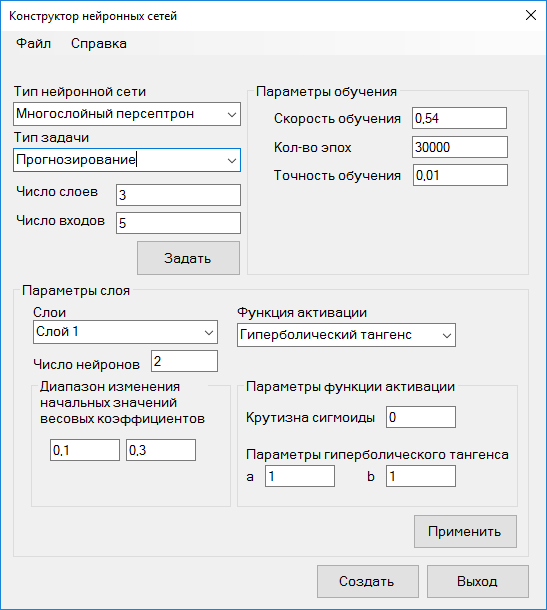 Конструктор нейронных сетей
Файл Справка
Тип нейронной сети
Многослойный персептрон
Тип задачи
Прогнозирование
Число слоев 3
Число входов 5
Задать
Параметры обучения
Скорость обучения 0,54
Кол-во эпох 30000
Точность обучения 0,01
Параметры слоя
Слои
Слой 1
Число нейронов 2
Функция активации
Гиперболический тангенс
Диапазон изменения
начальных значений
весовых коэффициентов
0,1 0,3
Параметры функции активации
Крутизна сигмоиды 0
Параметры гиперболического тангенса
a 1 b 1
Применить
Создать Выход